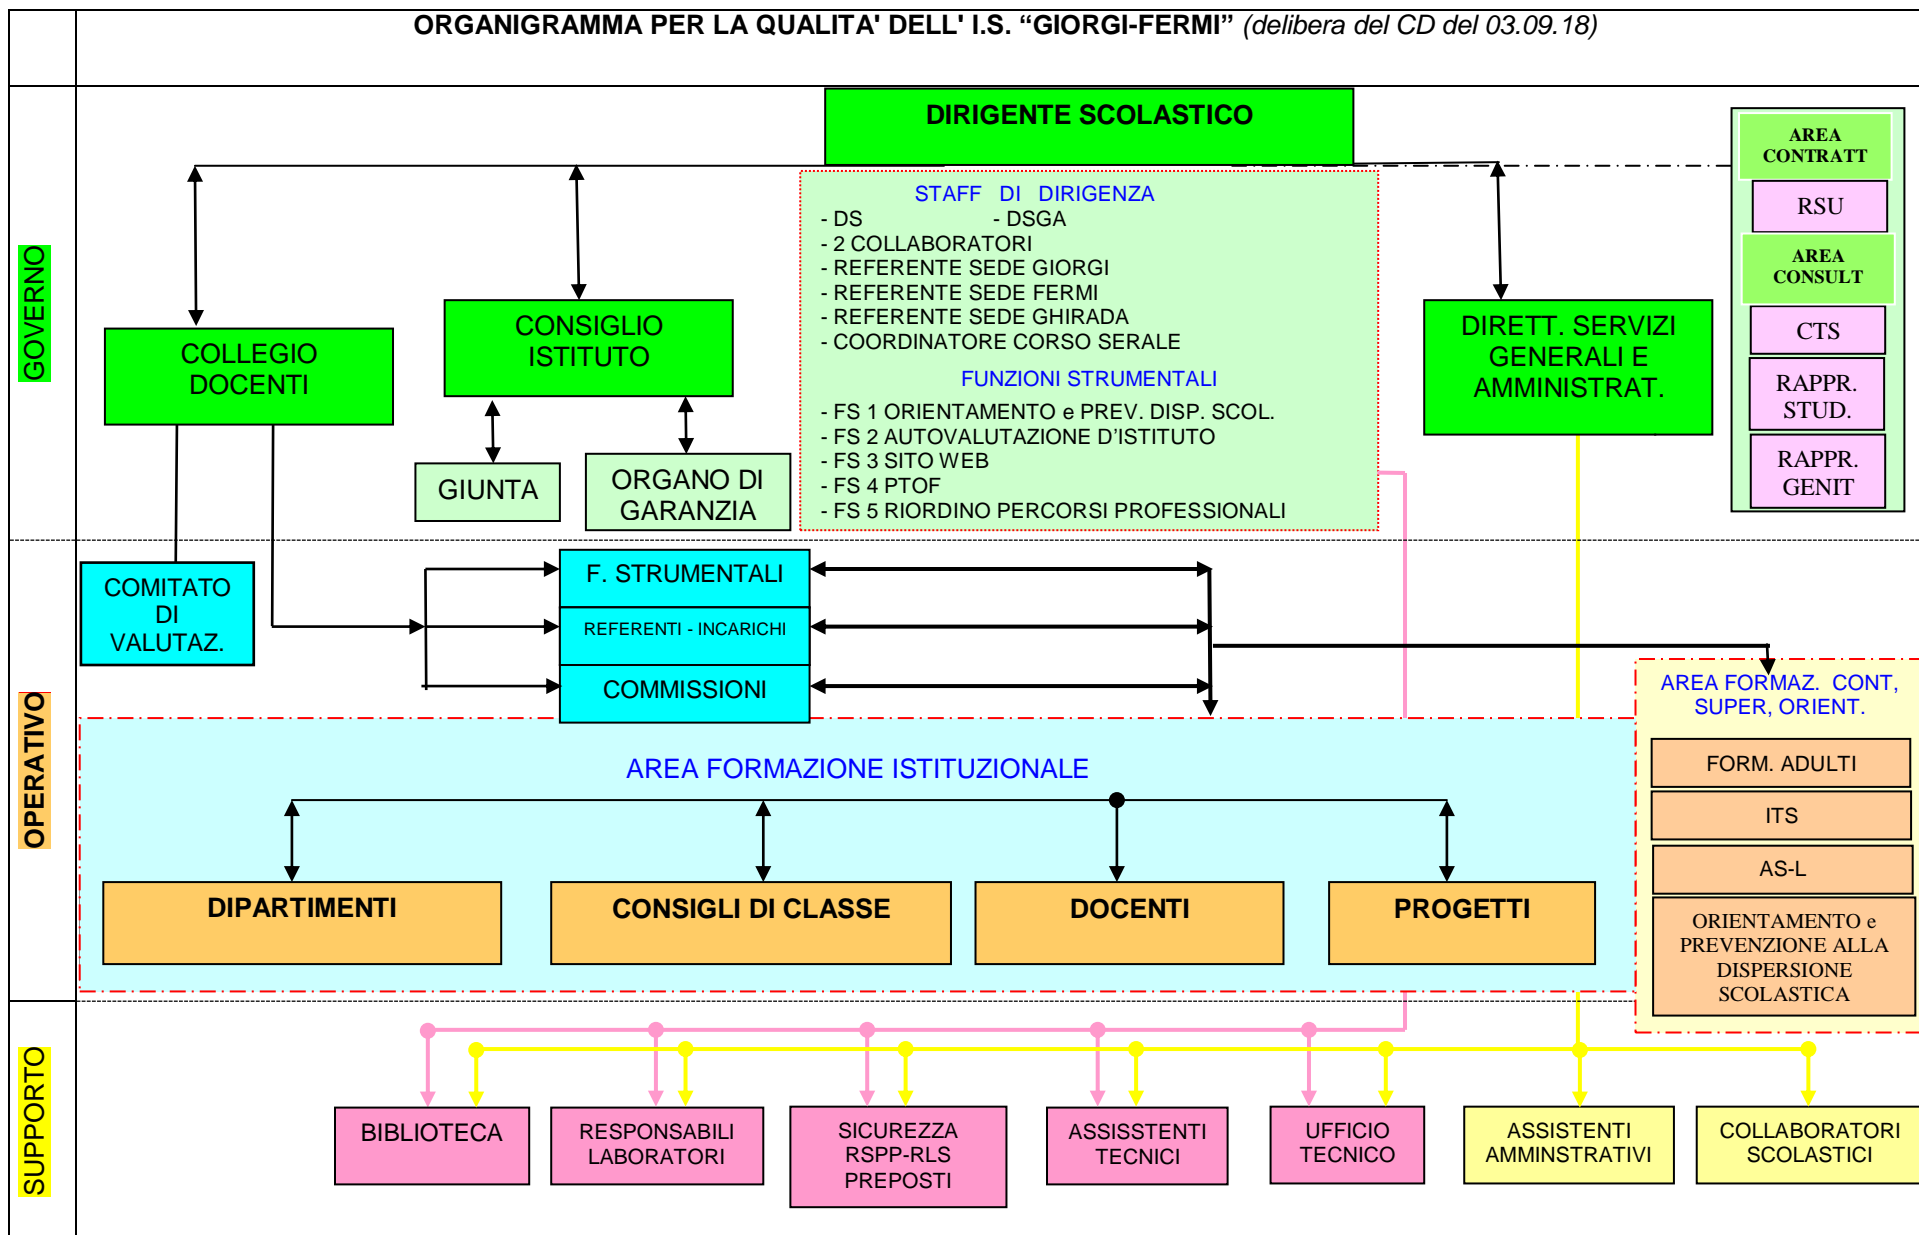 ORGANIGRAMMA PER LA QUALITA' DELL' I.S. “GIORGI-FERMI” (delibera del CD del 03.09.18)
GOVERNO
DIRIGENTE SCOLASTICO
STAFF DI DIRIGENZA
- DS - DSGA
- 2 COLLABORATORI
- REFERENTE SEDE GIORGI
- REFERENTE SEDE FERMI
- REFERENTE SEDE GHIRADA
- COORDINATORE CORSO SERALE
FUNZIONI STRUMENTALI
- FS 1 ORIENTAMENTO e PREV. DISP. SCOL.
- FS 2 AUTOVALUTAZIONE D’ISTITUTO
- FS 3 SITO WEB
- FS 4 PTOF
- FS 5 RIORDINO PERCORSI PROFESSIONALI
COLLEGIO
DOCENTI
CONSIGLIO
ISTITUTO
GIUNTA
ORGANO DI
GARANZIA
DIRETT. SERVIZI
GENERALI E
AMMINISTRAT.
AREA
CONTRATT
RSU
AREA
CONSULT
CTS
RAPPR.
STUD.
RAPPR.
GENIT
OPERATIVO
COMITATO
DI
VALUTAZ.
F. STRUMENTALI
REFERENTI - INCARICHI
COMMISSIONI
AREA FORMAZIONE ISTITUZIONALE
DIPARTIMENTI
CONSIGLI DI CLASSE
DOCENTI
PROGETTI
AREA FORMAZ. CONT,
SUPER, ORIENT.
FORM. ADULTI
ITS
AS-L
ORIENTAMENTO e
PREVENZIONE ALLA
DISPERSIONE
SCOLASTICA
SUPPORTO
BIBLIOTECA
RESPONSABILI
LABORATORI
SICUREZZA
RSPP-RLS
PREPOSTI
ASSISSTENTI
TECNICI
UFFICIO
TECNICO
ASSISTENTI
AMMINSTRATIVI
COLLABORATORI
SCOLASTICI